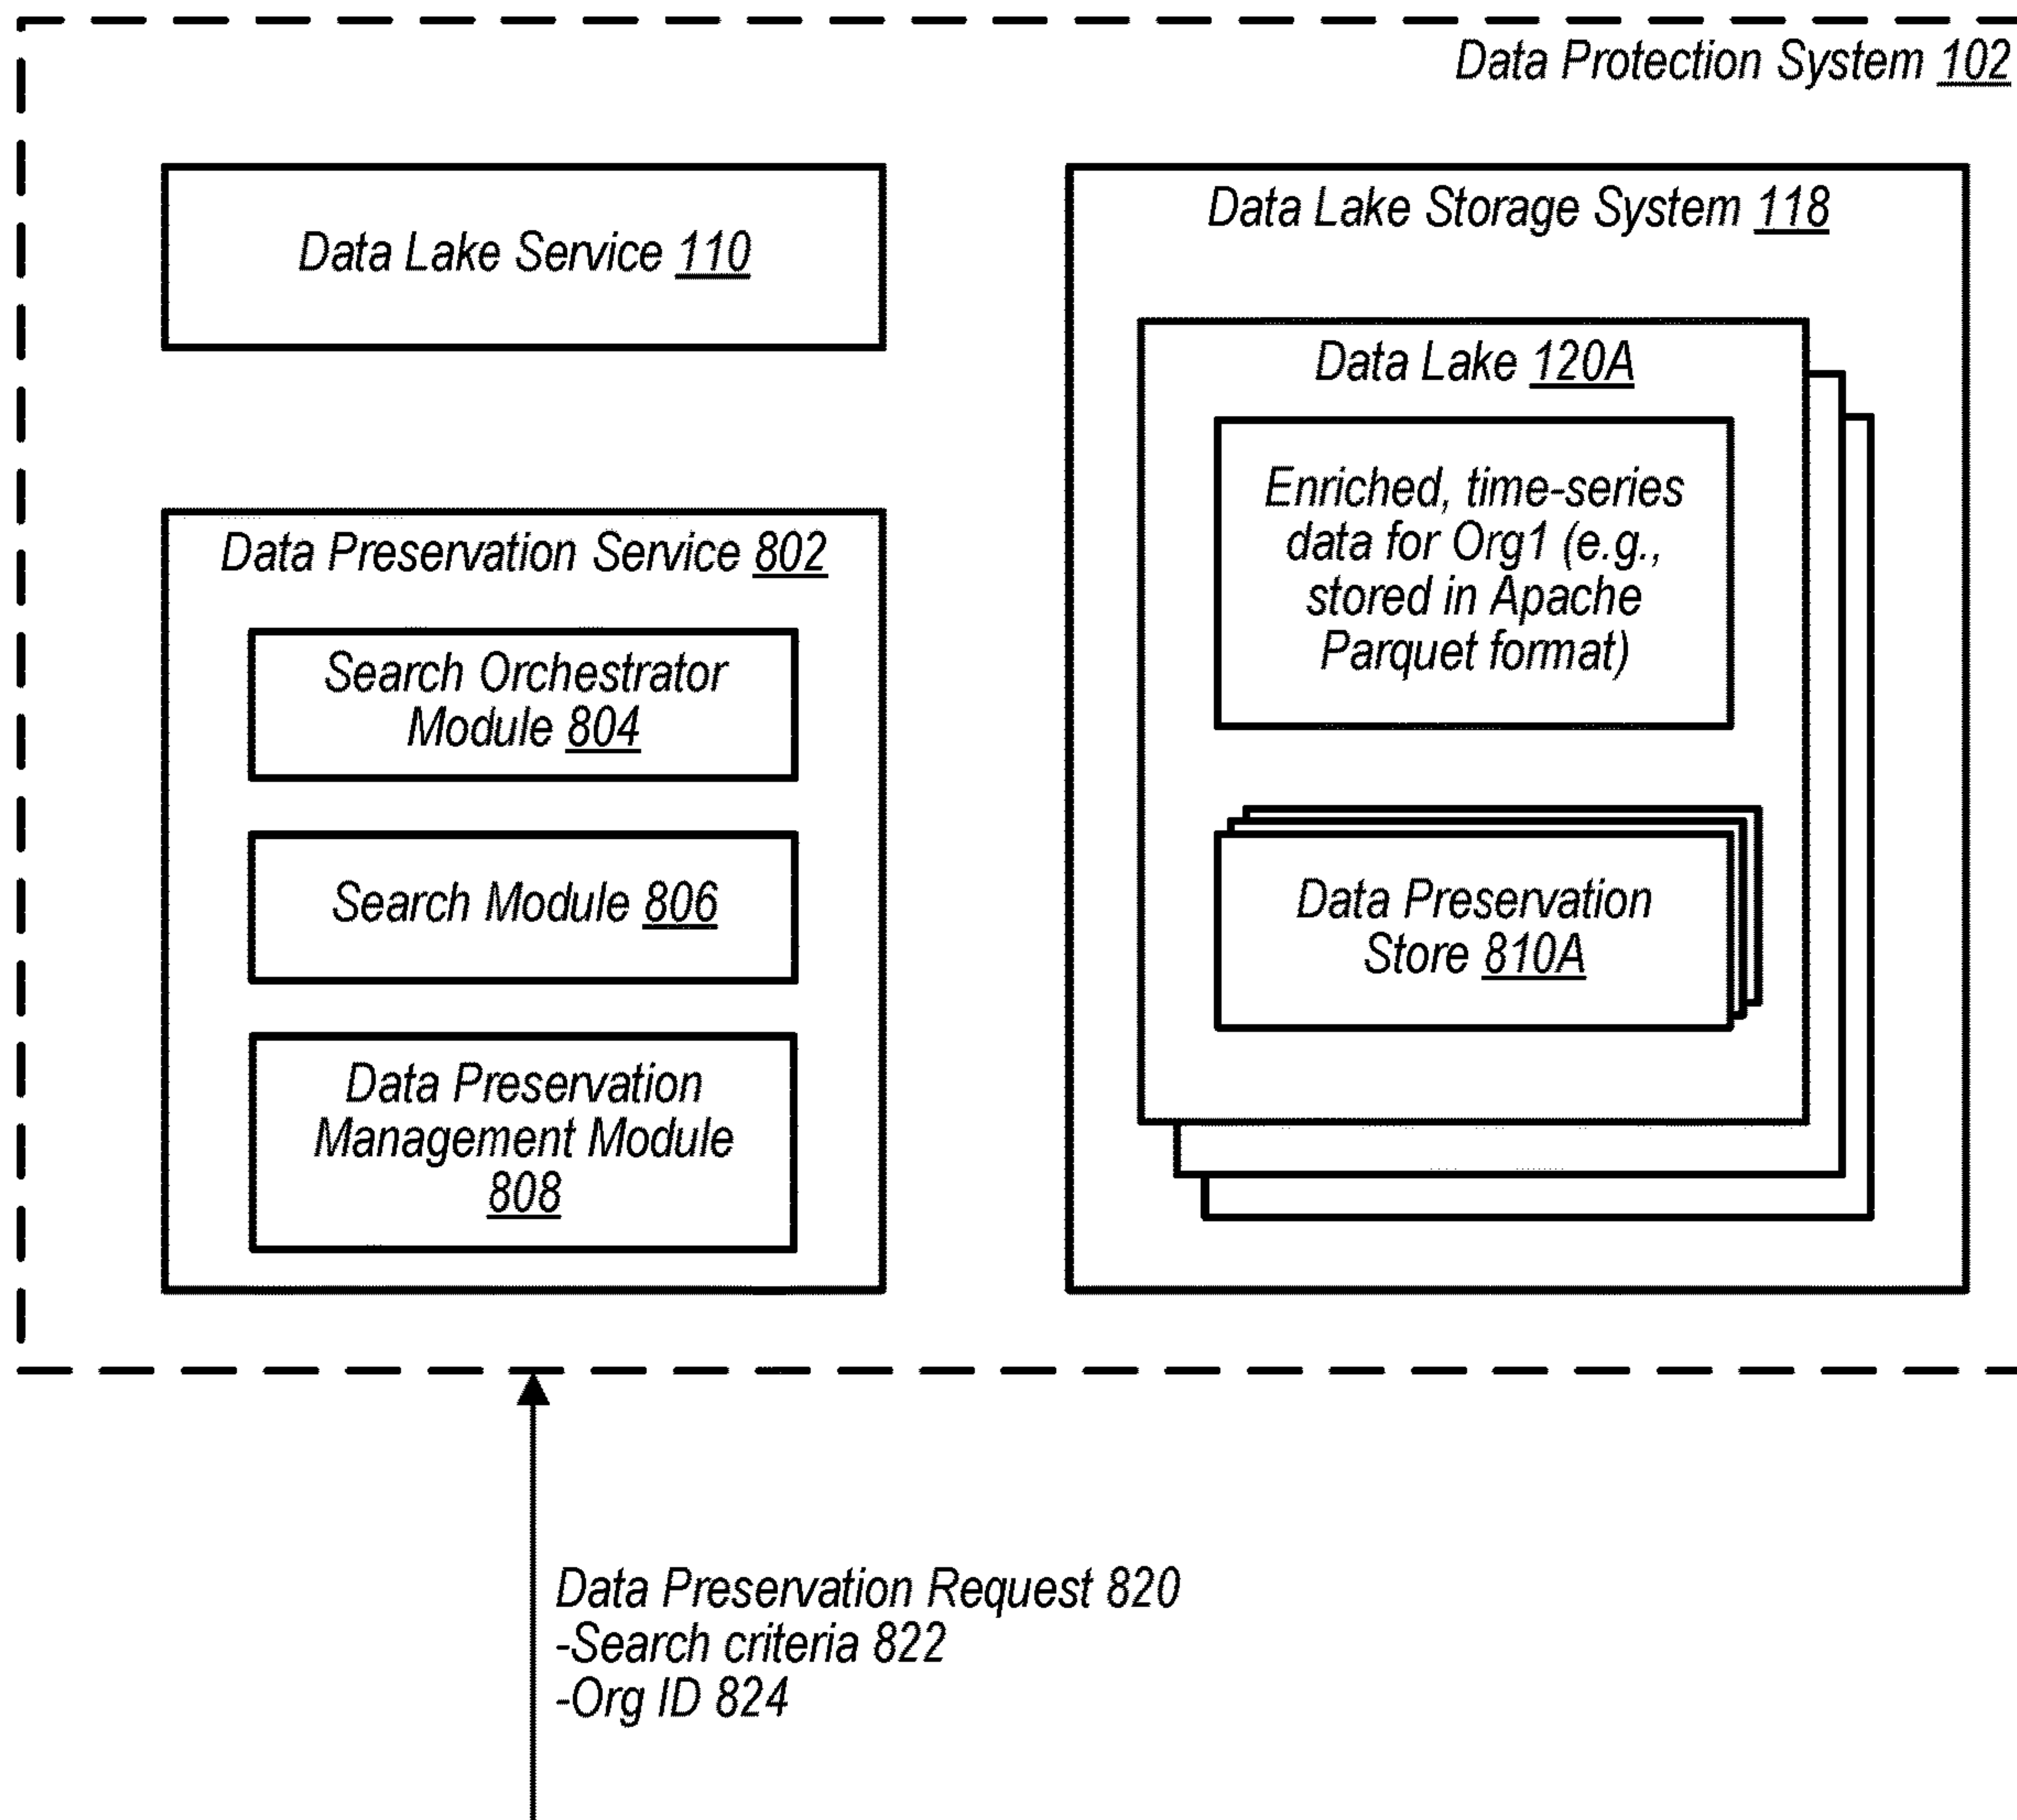 Data Protection System 102
Data Lake Service 110
Data Preservation Service 802
Search Orchestrator
Module 804
Search Module 806
Data Preservation
Management Module
808
Data Lake Storage System 118
Data Lake 120A
Enriched, time-series
data for Org1 (e.g.,
stored in Apache
Parquet format)
Data Preservation
Store 810A
Data Preservation Request 820
-Search criteria 822
-Org ID 824